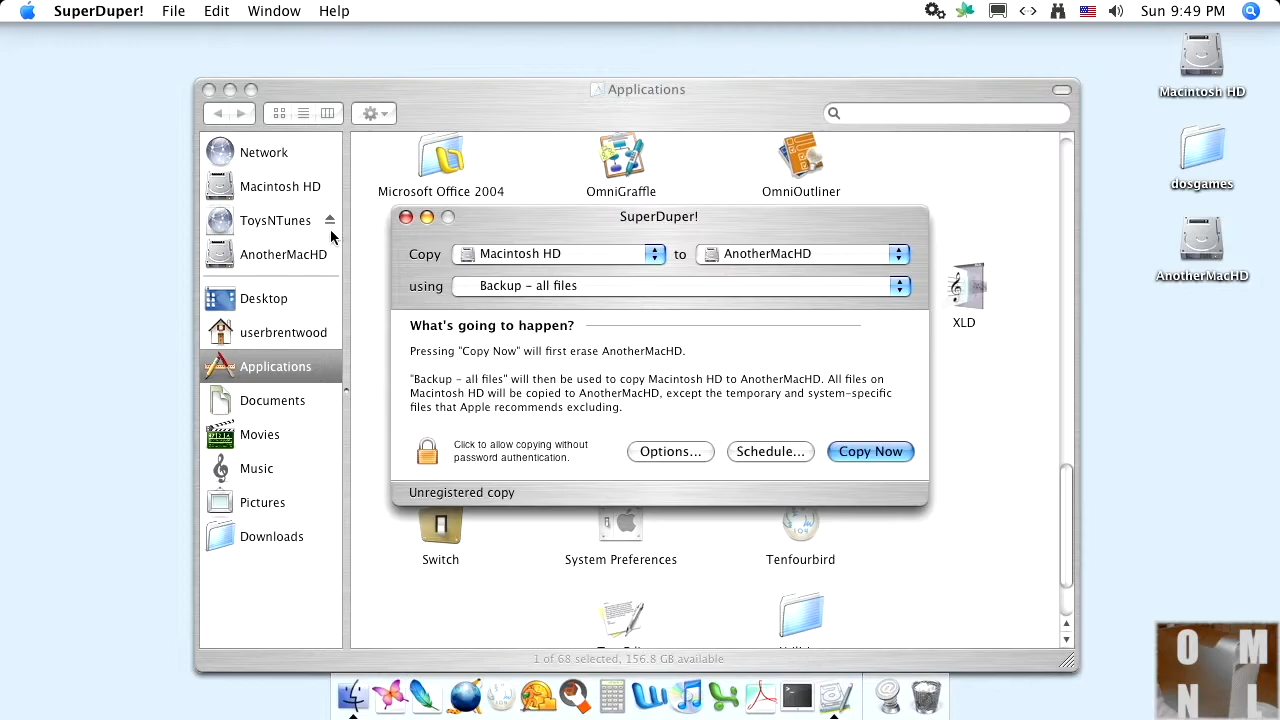 SuperDuper! File Edit Window Help Sun 9:49 PM
Applications
Network
Macintosh HD
ToysNTunes
AnotherMacHD
Desktop
userbrentwood
Applications
Documents
Movies
Music
Pictures
Downloads
Microsoft Office 2004
OmniGraffle
OmniOutliner
XLD
SuperDuper!
Copy Macintosh HD to AnotherMacHD
using Backup - all files
What's going to happen?
Pressing "Copy Now" will first erase AnotherMacHD.
"Backup - all files" will then be used to copy Macintosh HD to AnotherMacHD. All files on
Macintosh HD will be copied to AnotherMacHD, except the temporary and system-specific
files that Apple recommends excluding.
Click to allow copying without
password authentication.
Options... Schedule... Copy Now
Unregistered copy
Switch
System Preferences
Tenfourbird
1 of 68 selected, 156.8 GB available
Macintosh HD
dosgames
AnotherMacHD
O M
N L